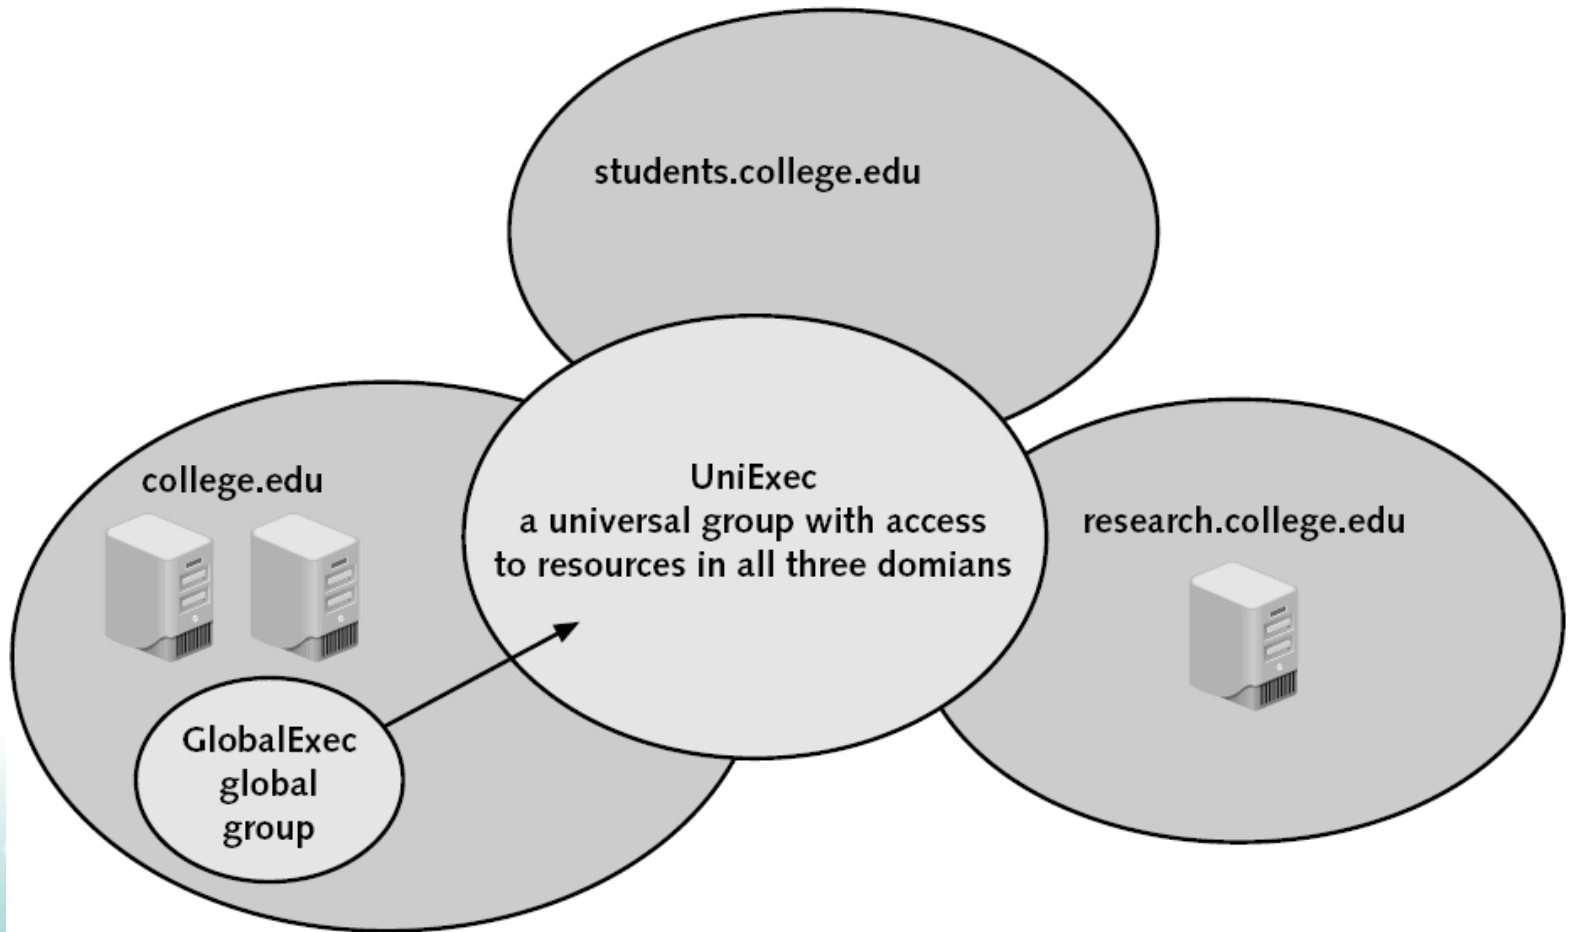 students.college.edu
college.edu
UniExec
a universal group with access
to resources in all three domians
research.college.edu
GlobalExec
global
group